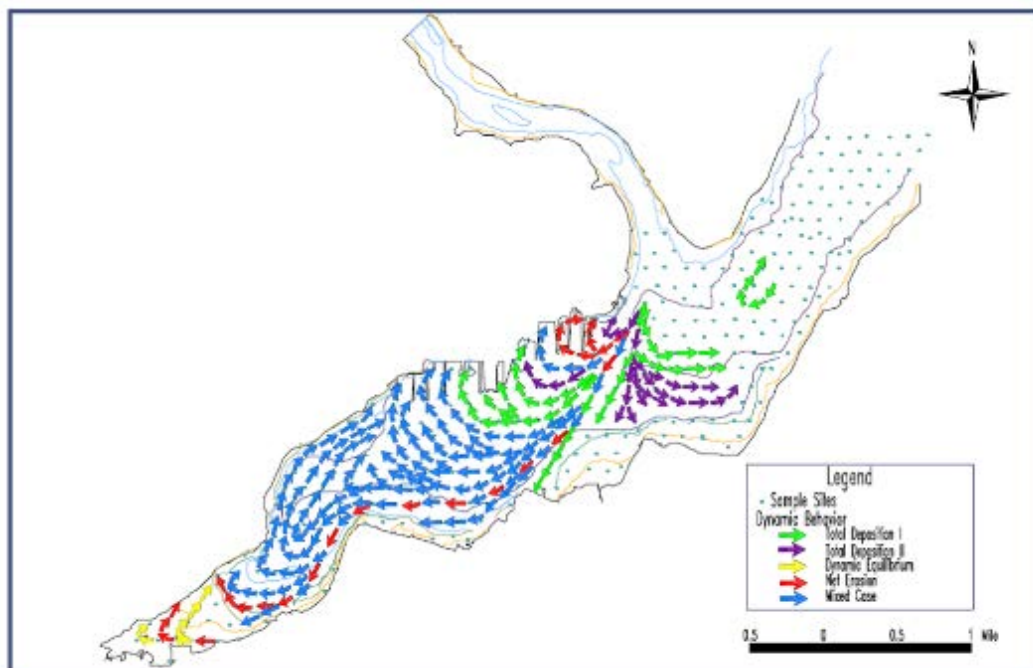 N
Legend
Sample Sites
Dynamic Behavior
Total Deposition I
Total Deposition II
Dynamic Equilibrium
Net Erosion
Mixed Case
0.5 0 0.5 1 Mile